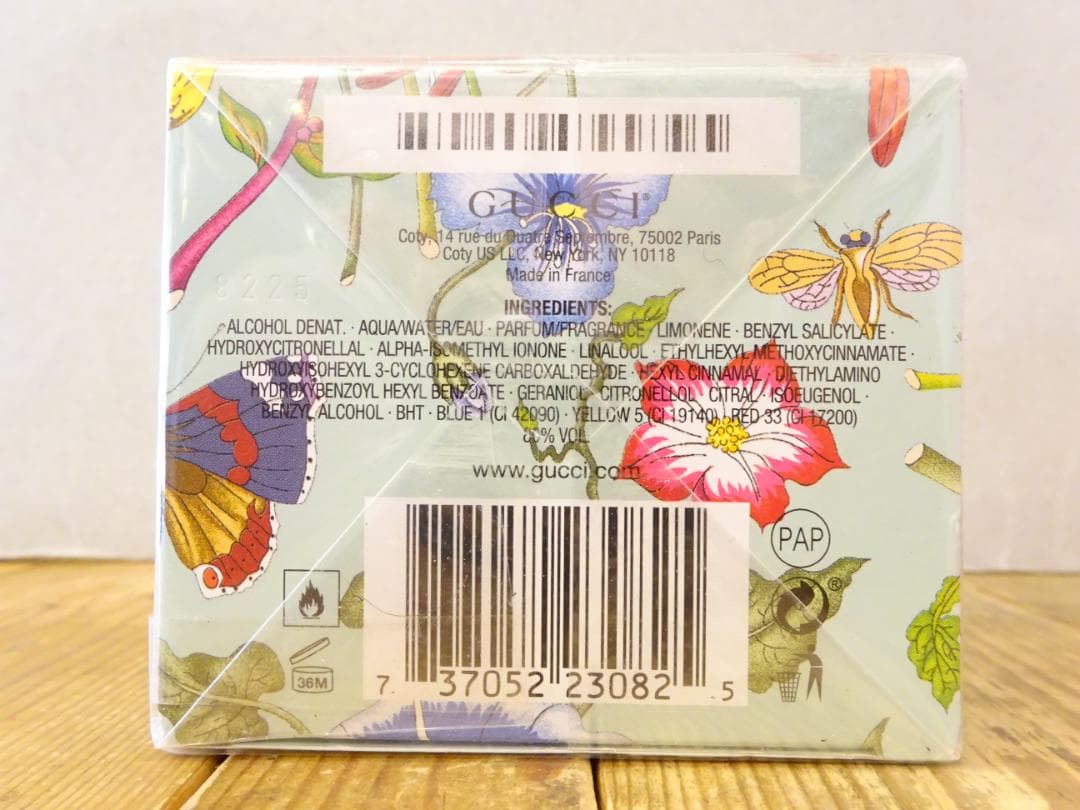 GUCCI®
Coty, 14 rue du Quatre Septembre, 75002 Paris
Coty US LLC, New York, NY 10118
Made in France
8225
INGREDIENTS:
ALCOHOL DENAT. · AQUA/WATER/EAU · PARFUM/FRAGRANCE · LIMONENE · BENZYL SALICYLATE ·
HYDROXYCITRONELLAL · ALPHA-ISOMETHYL IONONE · LINALOOL · ETHYLHEXYL METHOXYCINNAMATE ·
HYDROXYISOHEXYL 3-CYCLOHEXENE CARBOXALDEHYDE · HEXYL CINNAMAL · DIETHYLAMINO
HYDROXYBENZOYL HEXYL BENZOATE · GERANIOL · CITRONELLOL · CITRAL · ISOEUGENOL ·
BENZYL ALCOHOL · BHT · BLUE 1 (CI 42090) · YELLOW 5 (CI 19140) · RED 33 (CI 17200)
% VOL.
www.gucci.com
PAP
®
36M
7 37052 23082 5